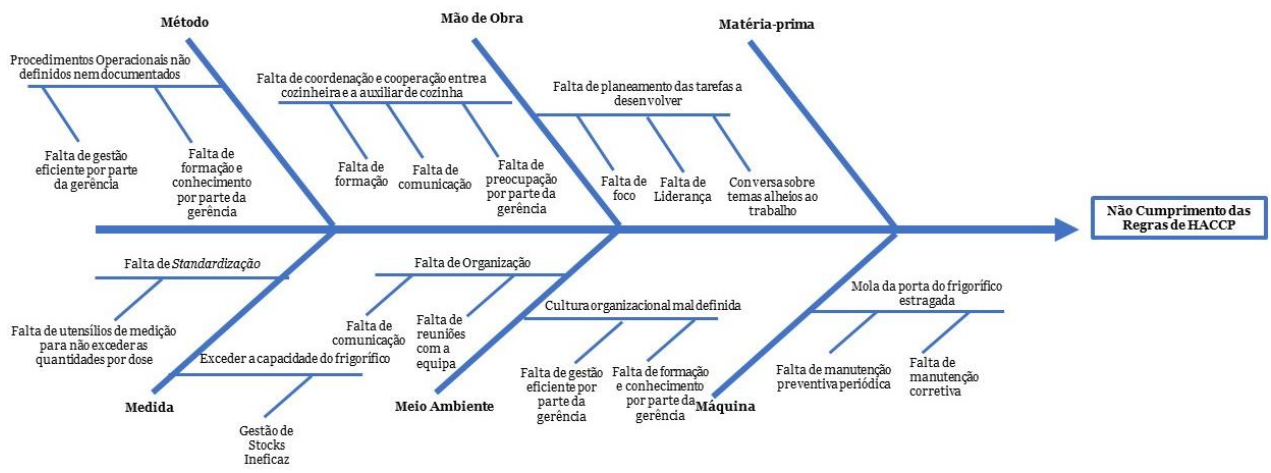 Método
Mão de Obra
Matéria-prima
Procedimentos Operacionais não
definidos nem documentados
Falta de gestão
eficiente por parte
da gerência
Falta de
formação e
conhecimento
por parte da
gerência
Falta de coordenação e cooperação entre a
cozinheira e a auxiliar de cozinha
Falta de
formação
Falta de
comunicação
Falta de
preocupação
por parte da
gerência
Falta de planeamento das tarefas a
desenvolver
Falta de
foco
Falta de
Liderança
Conversa sobre
temas alheios ao
trabalho
Não Cumprimento das
Regras de HACCP
Falta de Standardização
Falta de utensílios de medição
para não exceder as
quantidades por dose
Exceder a capacidade do frigorífico
Gestão de
Stocks
Ineficaz
Medida
Falta de Organização
Falta de
comunicação
Falta de
reuniões
com a
equipa
Cultura organizacional mal definida
Falta de gestão
eficiente por
parte da
gerência
Falta de formação
e conhecimento
por parte da
gerência
Meio Ambiente
Mola da porta do frigorífico
estragada
Falta de manutenção
preventiva periódica
Falta de
manutenção
corretiva
Máquina